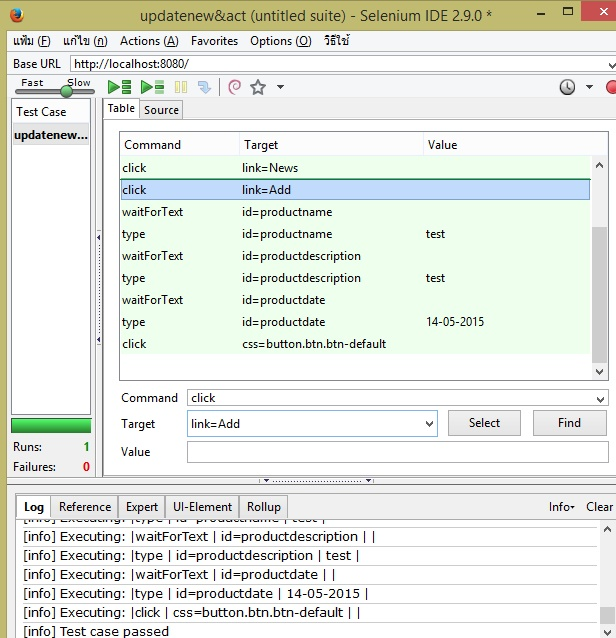 updatenew&act (untitled suite) - Selenium IDE 2.9.0 *
แฟ้ม (F) แก้ไข (ก) Actions (A) Favorites Options (O) วิธีใช้
Base URL http://localhost:8080/
Fast Slow
Test Case
updatenew...
Table Source
Command Target Value
click link=News
click link=Add
waitForText id=productname
type id=productname test
waitForText id=productdescription
type id=productdescription test
waitForText id=productdate
type id=productdate 14-05-2015
click css=button.btn.btn-default
Command click
Target link=Add Select Find
Value
Runs: 1
Failures: 0
Log Reference Expert UI-Element Rollup Info Clear
[info] Executing: |type | id=productname | test |
[info] Executing: |waitForText | id=productdescription | |
[info] Executing: |type | id=productdescription | test |
[info] Executing: |waitForText | id=productdate | |
[info] Executing: |type | id=productdate | 14-05-2015 |
[info] Executing: |click | css=button.btn.btn-default | |
[info] Test case passed